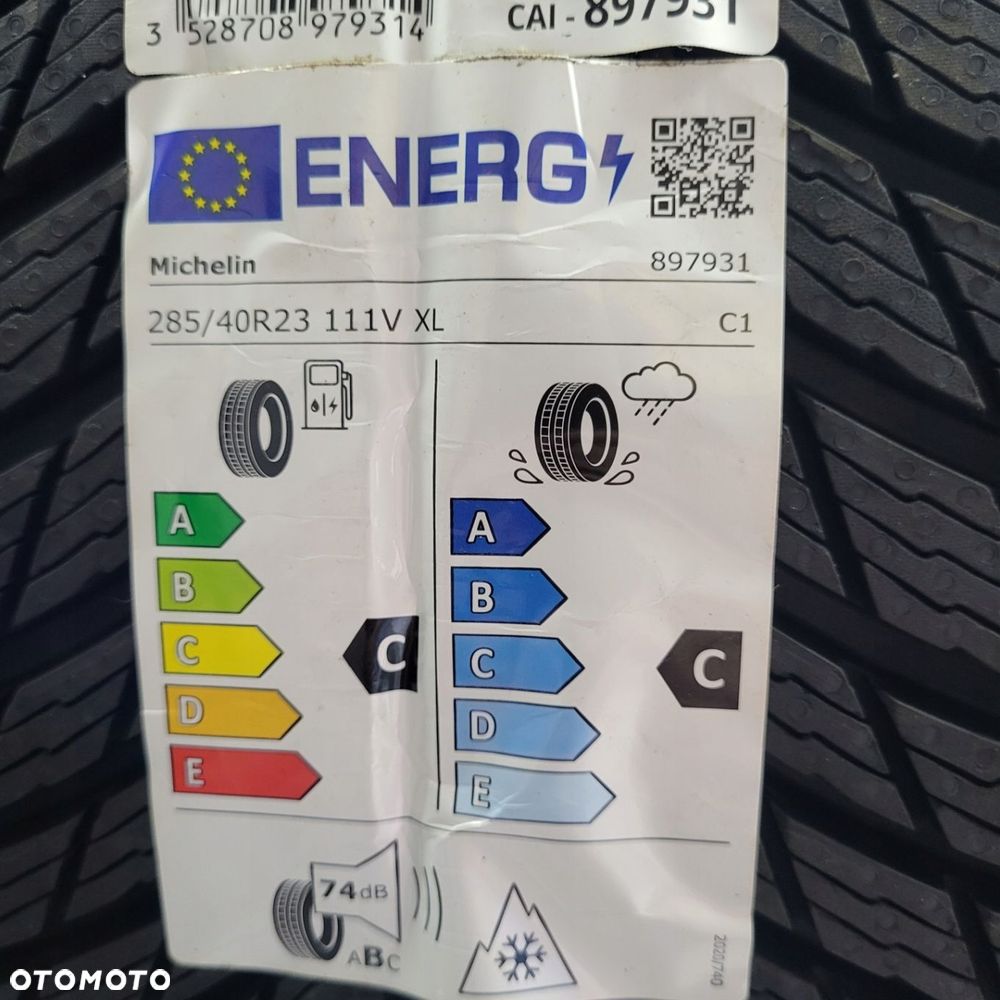 3 528708 979314
CAI - 897931
ENERG
Michelin 897931
285/40R23 111V XL C1
A
B
C
D
E
C
A
B
C
D
E
C
74dB
ABC
2020/740
OTOMOTO